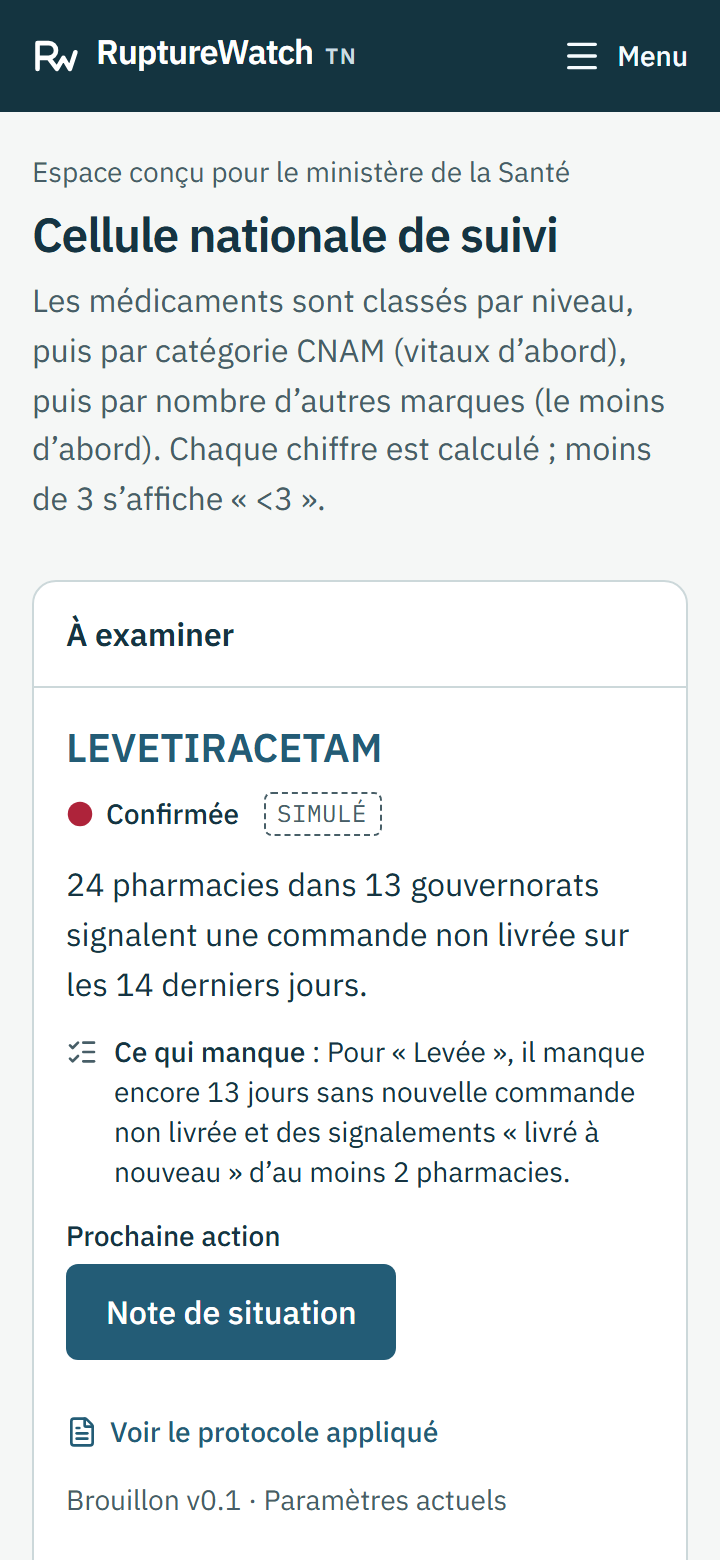 RW RuptureWatch TN
Menu
Espace conçu pour le ministère de la Santé
Cellule nationale de suivi
Les médicaments sont classés par niveau,
puis par catégorie CNAM (vitaux d’abord),
puis par nombre d’autres marques (le moins
d’abord). Chaque chiffre est calculé ; moins
de 3 s’affiche « <3 ».
À examiner
LEVETIRACETAM
Confirmée SIMULÉ
24 pharmacies dans 13 gouvernorats
signalent une commande non livrée sur
les 14 derniers jours.
Ce qui manque : Pour « Levée », il manque
encore 13 jours sans nouvelle commande
non livrée et des signalements « livré à
nouveau » d’au moins 2 pharmacies.
Prochaine action
Note de situation
Voir le protocole appliqué
Brouillon v0.1 · Paramètres actuels